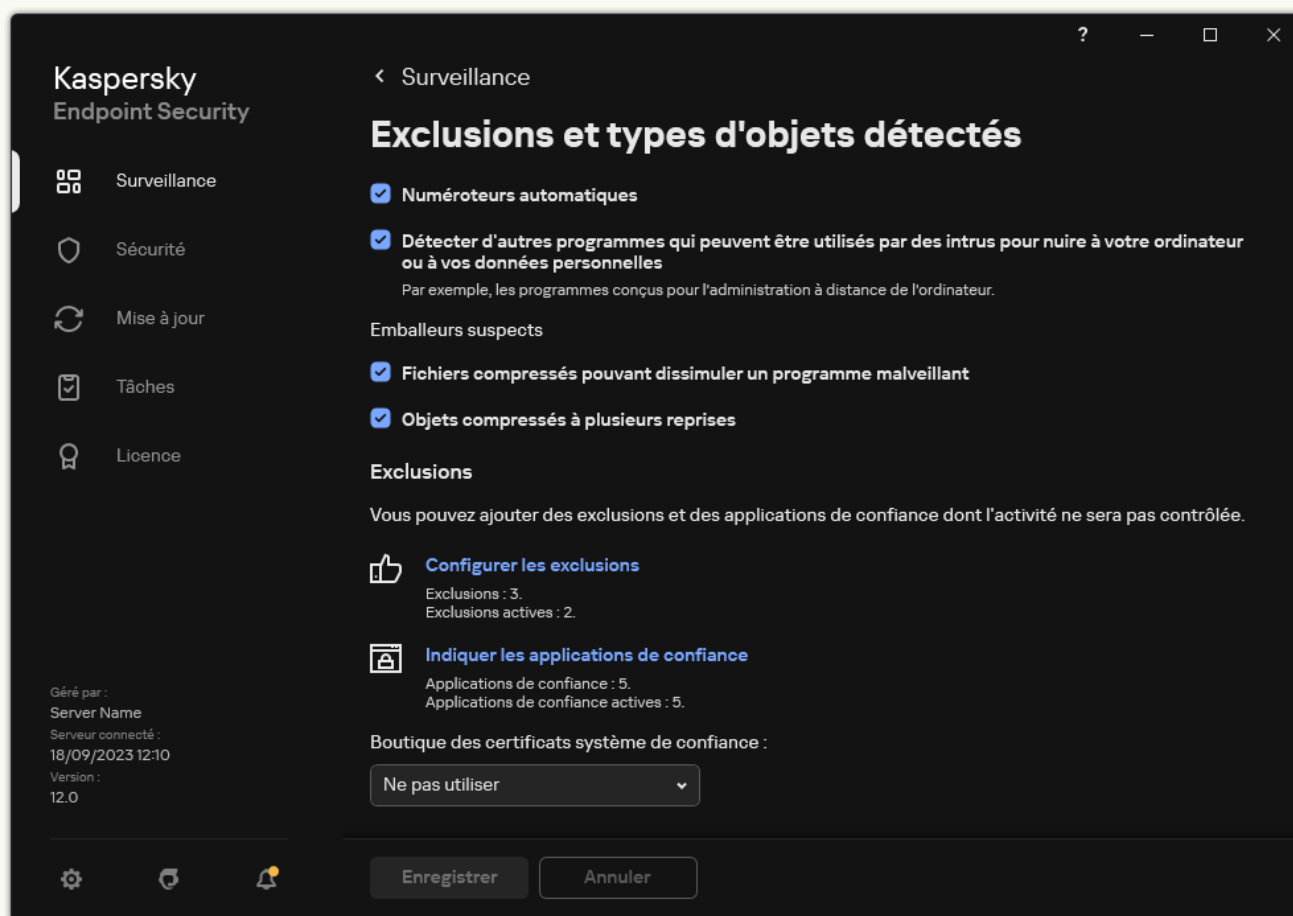 ?
Kaspersky
Endpoint Security
Surveillance
Sécurité
Mise à jour
Tâches
Licence
Géré par :
Server Name
Serveur connecté :
18/09/2023 12:10
Version :
12.0
Surveillance
Exclusions et types d'objets détectés
Numéroteurs automatiques
Détecter d'autres programmes qui peuvent être utilisés par des intrus pour nuire à votre ordinateur
ou à vos données personnelles
Par exemple, les programmes conçus pour l'administration à distance de l'ordinateur.
Emballeurs suspects
Fichiers compressés pouvant dissimuler un programme malveillant
Objets compressés à plusieurs reprises
Exclusions
Vous pouvez ajouter des exclusions et des applications de confiance dont l'activité ne sera pas contrôlée.
Configurer les exclusions
Exclusions : 3.
Exclusions actives : 2.
Indiquer les applications de confiance
Applications de confiance : 5.
Applications de confiance actives : 5.
Boutique des certificats système de confiance :
Ne pas utiliser
Enregistrer
Annuler